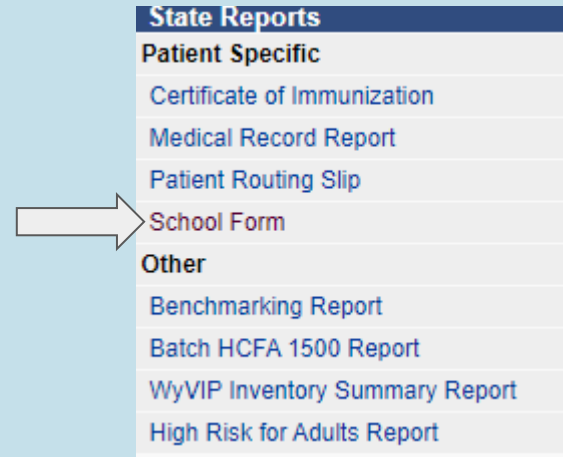 State Reports
Patient Specific
Certificate of Immunization
Medical Record Report
Patient Routing Slip
School Form
Other
Benchmarking Report
Batch HCFA 1500 Report
WyVIP Inventory Summary Report
High Risk for Adults Report